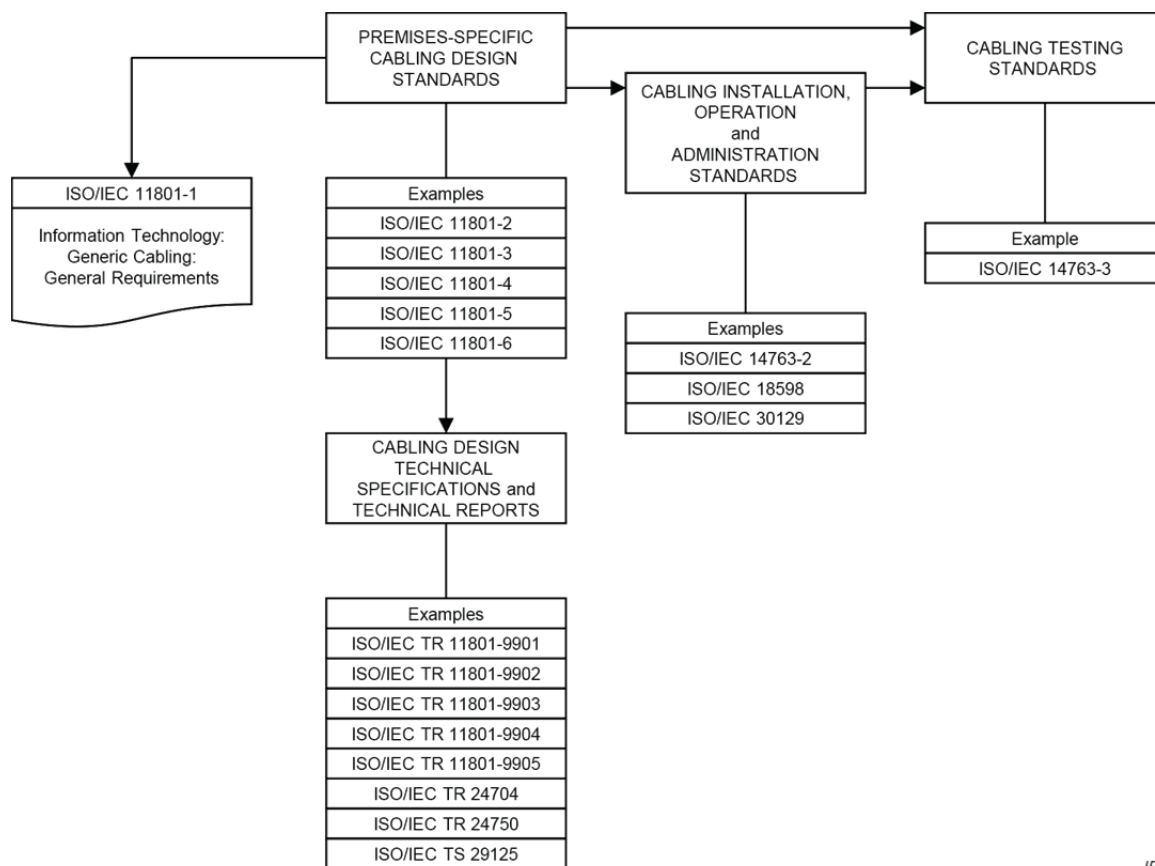 PREMISES-SPECIFIC
CABLING DESIGN
STANDARDS
CABLING TESTING
STANDARDS
CABLING INSTALLATION,
OPERATION
and
ADMINISTRATION
STANDARDS
ISO/IEC 11801-1
Information Technology:
Generic Cabling:
General Requirements
Examples
ISO/IEC 11801-2
ISO/IEC 11801-3
ISO/IEC 11801-4
ISO/IEC 11801-5
ISO/IEC 11801-6
Example
ISO/IEC 14763-3
Examples
ISO/IEC 14763-2
ISO/IEC 18598
ISO/IEC 30129
CABLING DESIGN
TECHNICAL
SPECIFICATIONS and
TECHNICAL REPORTS
Examples
ISO/IEC TR 11801-9901
ISO/IEC TR 11801-9902
ISO/IEC TR 11801-9903
ISO/IEC TR 11801-9904
ISO/IEC TR 11801-9905
ISO/IEC TR 24704
ISO/IEC TR 24750
ISO/IEC TS 29125